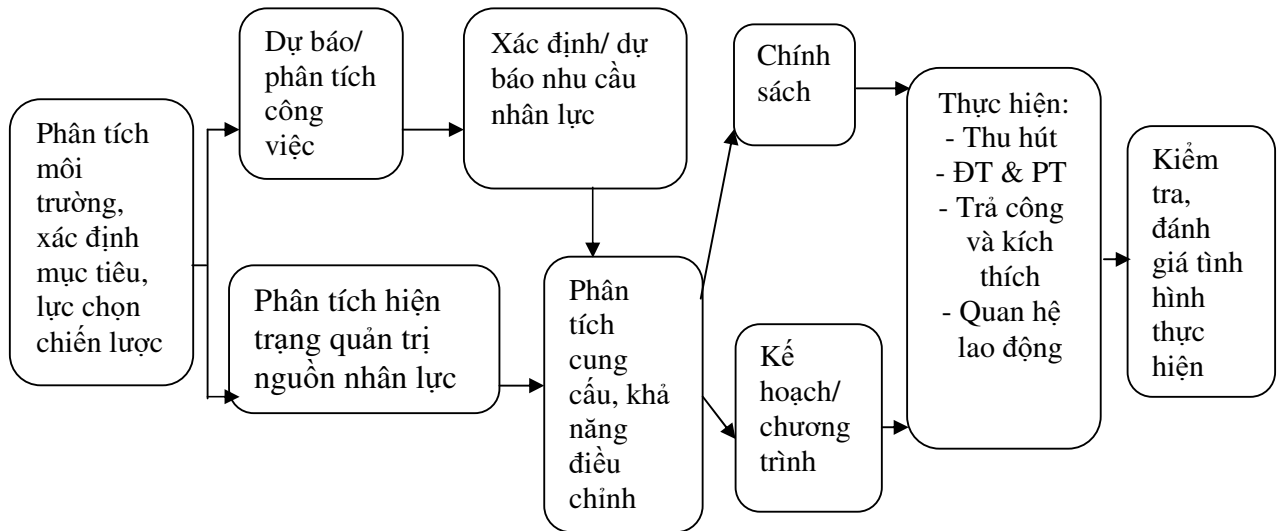 Phân tích
môi
trường,
xác định
mục tiêu,
lực chọn
chiến lược
Dự báo/
phân tích
công
việc
Xác định/ dự
báo nhu cầu
nhân lực
Phân tích hiện
trạng quản trị
nguồn nhân lực
Phân
tích
cung
cấu, khả
năng
điều
chỉnh
Chính
sách
Kế
hoạch/
chương
trình
Thực hiện:
- Thu hút
- ĐT & PT
- Trả công
và kích
thích
- Quan hệ
lao động
Kiểm
tra,
đánh
giá tình
hình
thực
hiện